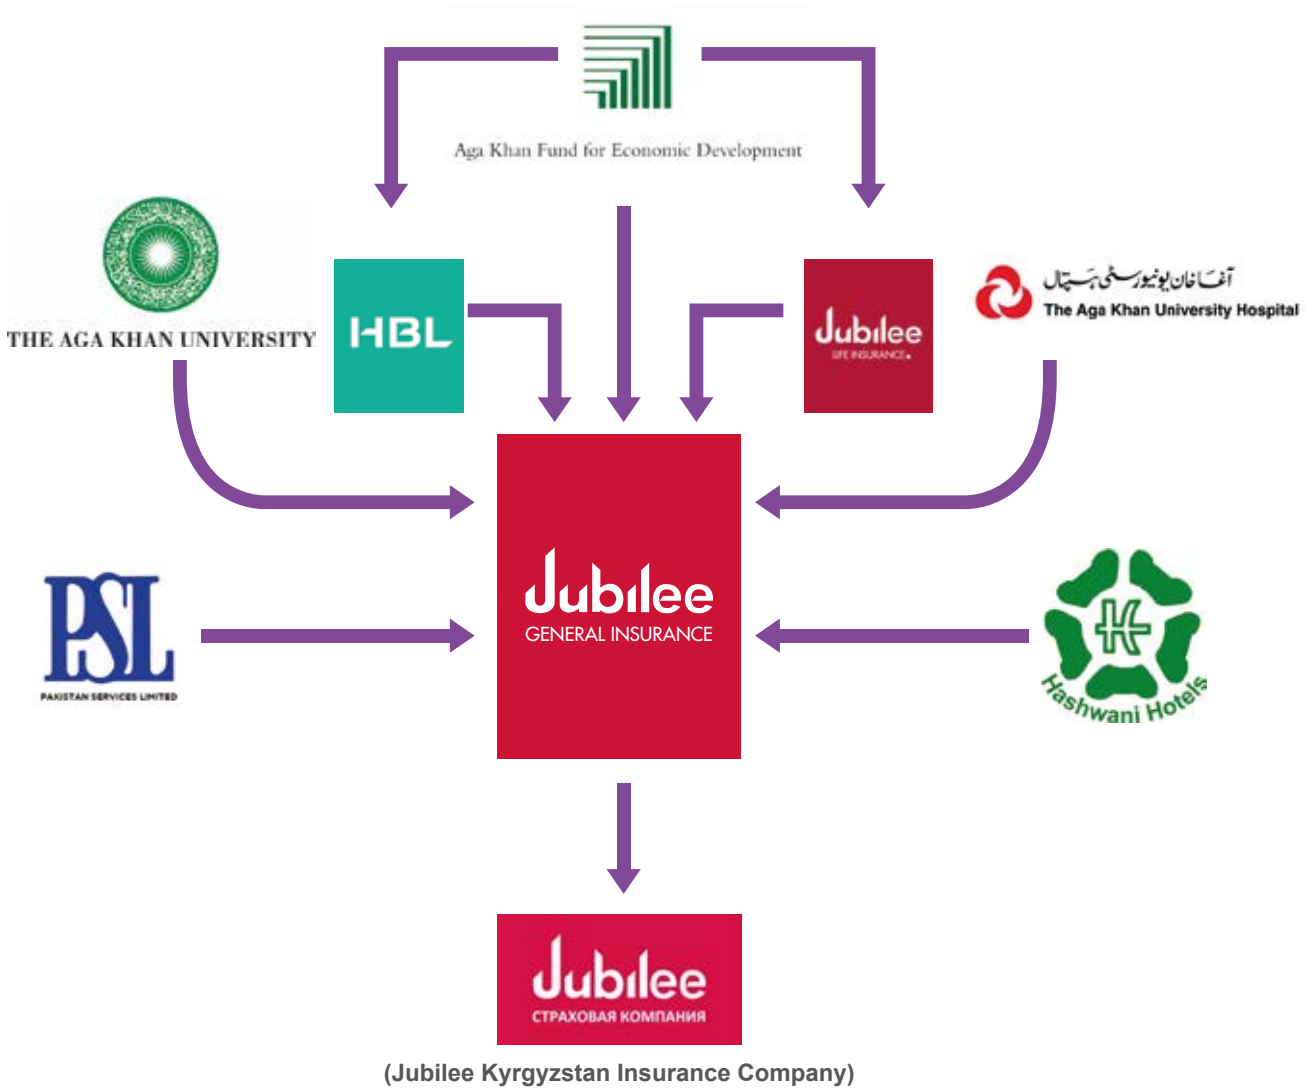 Aga Khan Fund for Economic Development
THE AGA KHAN UNIVERSITY
HBL
Jubilee
LIFE INSURANCE
آغا خان یونیورسٹی ہسپتال
The Aga Khan University Hospital
Jubilee
GENERAL INSURANCE
PSL
PAKISTAN SERVICES LIMITED
H
Hashwani Hotels
Jubilee
СТРАХОВАЯ КОМПАНИЯ
(Jubilee Kyrgyzstan Insurance Company)